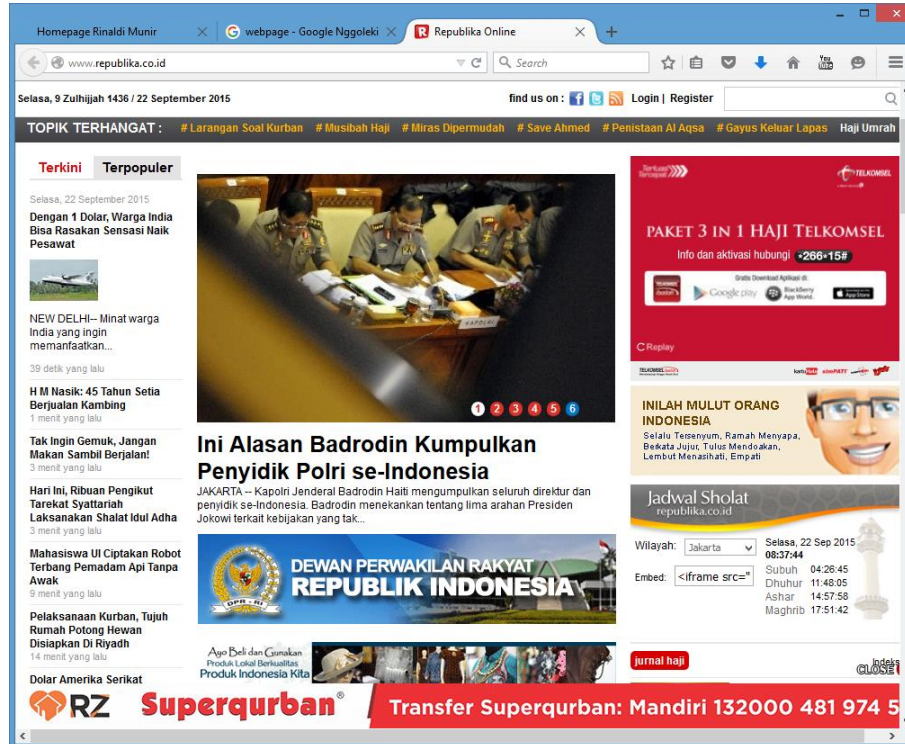 Homepage Rinaldi Munir
webpage - Google Nggoleki
Republika Online
www.republika.co.id
Search
You Tube
Selasa, 9 Zulhijjah 1436 / 22 September 2015
find us on :
Login | Register
TOPIK TERHANGAT :
# Larangan Soal Kurban # Musibah Haji # Miras Dipermudah # Save Ahmed # Penistaan Al Aqsa # Gayus Keluar Lapas Haji Umrah
Terkini Terpopuler
Selasa, 22 September 2015
Dengan 1 Dolar, Warga India
Bisa Rasakan Sensasi Naik
Pesawat
NEW DELHI-- Minat warga
India yang ingin
memanfaatkan...
39 detik yang lalu
H M Nasik: 45 Tahun Setia
Berjualan Kambing
1 menit yang lalu
Tak Ingin Gemuk, Jangan
Makan Sambil Berjalan!
3 menit yang lalu
Hari Ini, Ribuan Pengikut
Tarekat Syattariah
Laksanakan Shalat Idul Adha
3 menit yang lalu
Mahasiswa UI Ciptakan Robot
Terbang Pemadam Api Tanpa
Awak
9 menit yang lalu
Pelaksanaan Kurban, Tujuh
Rumah Potong Hewan
Disiapkan Di Riyadh
14 menit yang lalu
Dolar Amerika Serikat
KAPOLRI
1 2 3 4 5 6
Ini Alasan Badrodin Kumpulkan
Penyidik Polri se-Indonesia
JAKARTA -- Kapolri Jenderal Badrodin Haiti mengumpulkan seluruh direktur dan
penyidik se-Indonesia. Badrodin menekankan tentang lima arahan Presiden
Jokowi terkait kebijakan yang tak...
DPR - RI
DEWAN PERWAKILAN RAKYAT
REPUBLIK INDONESIA
Ayo Beli dan Gunakan
Produk Lokal Berkualitas
Produk Indonesia Kita
TELKOMSEL
PAKET 3 IN 1 HAJI TELKOMSEL
Info dan aktivasi hubungi *266*15#
Gratis Download Aplikasi di:
Google play
BlackBerry
App World
App Store
Replay
simPATI
INILAH MULUT ORANG
INDONESIA
Selalu Tersenyum, Ramah Menyapa,
Berkata Jujur, Tulus Mendoakan,
Lembut Menasihati, Empati
Jadwal Sholat
republika.co.id
Wilayah: Jakarta
Embed: <iframe src="
Selasa, 22 Sep 2015
08:37:44
Subuh 04:26:45
Dhuhur 11:48:05
Ashar 14:57:58
Maghrib 17:51:42
jurnal haji
Indeks
CLOSE
RZ
Superqurban®
Transfer Superqurban: Mandiri 132000 481 974 5